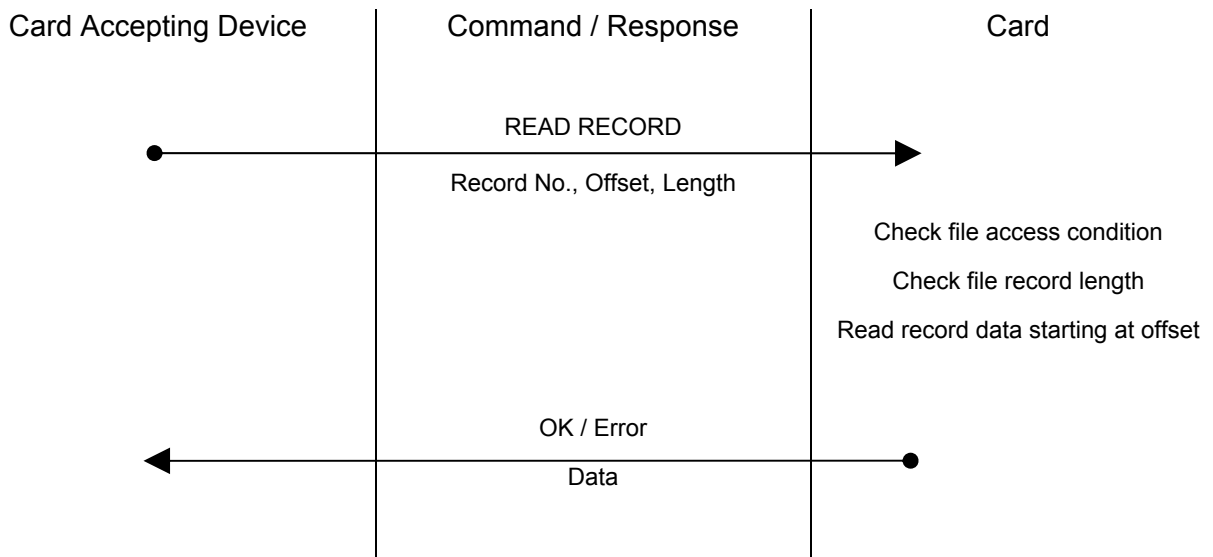 Card Accepting Device
Command / Response
Card
READ RECORD
Record No., Offset, Length
Check file access condition
Check file record length
Read record data starting at offset
OK / Error
Data